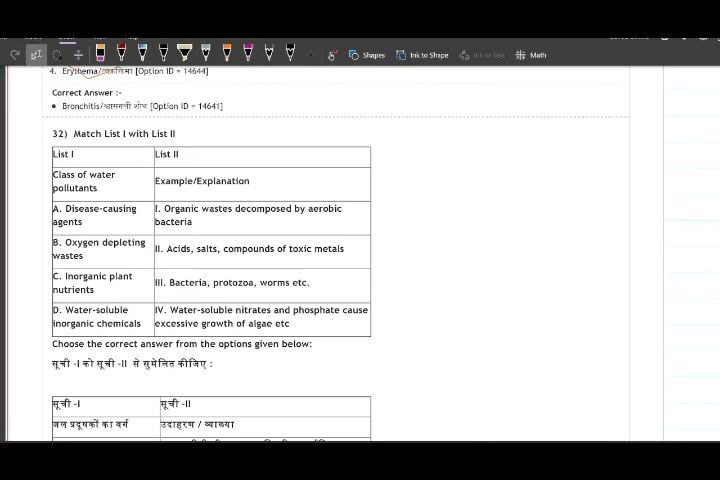 Shapes
Ink to Shape
Ink to Text
Math
4. Erythema/ [Option ID = 14644]
Correct Answer :-
• Bronchitis/श्वासनली शोथ [Option ID = 14641]
32) Match List I with List II
List I
List II
Class of water
pollutants
Example/Explanation
A. Disease-causing
agents
I. Organic wastes decomposed by aerobic
bacteria
B. Oxygen depleting
wastes
II. Acids, salts, compounds of toxic metals
C. Inorganic plant
nutrients
III. Bacteria, protozoa, worms etc.
D. Water-soluble
inorganic chemicals
IV. Water-soluble nitrates and phosphate cause
excessive growth of algae etc
Choose the correct answer from the options given below:
सूची -I को सूची -II से सुमेलित कीजिए :
सूची -I
सूची -II
जल प्रदूषकों का वर्ग
उदाहरण / व्याख्या